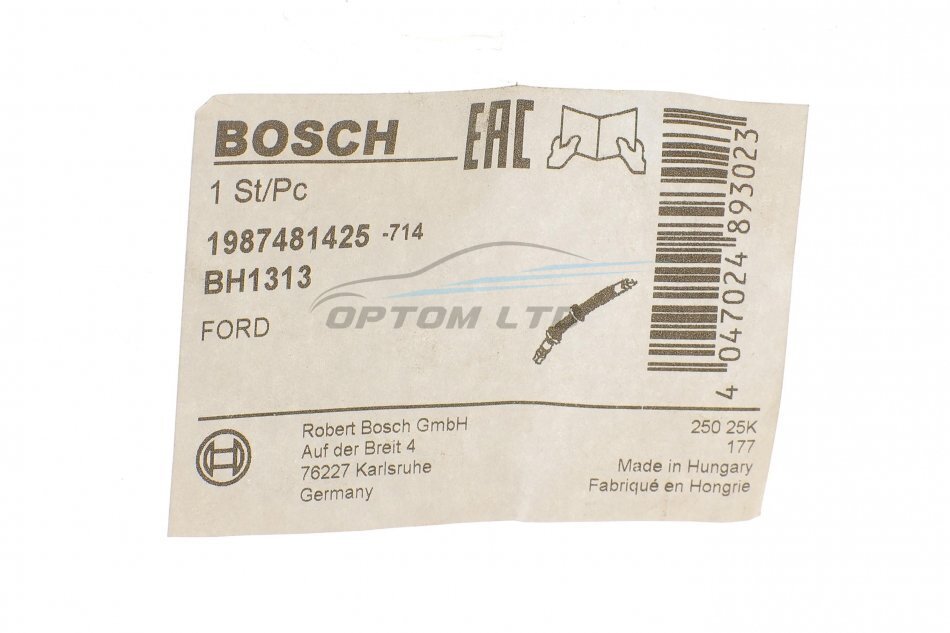 BOSCH
EAC
1 St/Pc
1987481425 -714
BH1313
FORD
OPTOM LTD
4 047024 893023
Robert Bosch GmbH
Auf der Breit 4
76227 Karlsruhe
Germany
250 25K
177
Made in Hungary
Fabriqué en Hongrie